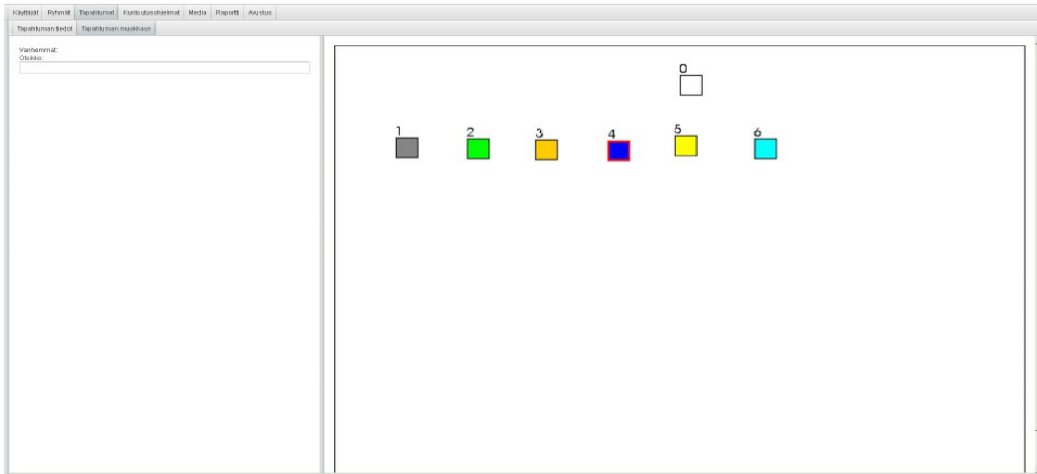 Käyttäjät Ryhmät Tapahtumat Kuntoutusohjelmat Media Raportti Avustus
Tapahtuman tiedot Tapahtuman muokkaus
Vanhemmat:
Otsikko:
0
1 2 3 4 5 6